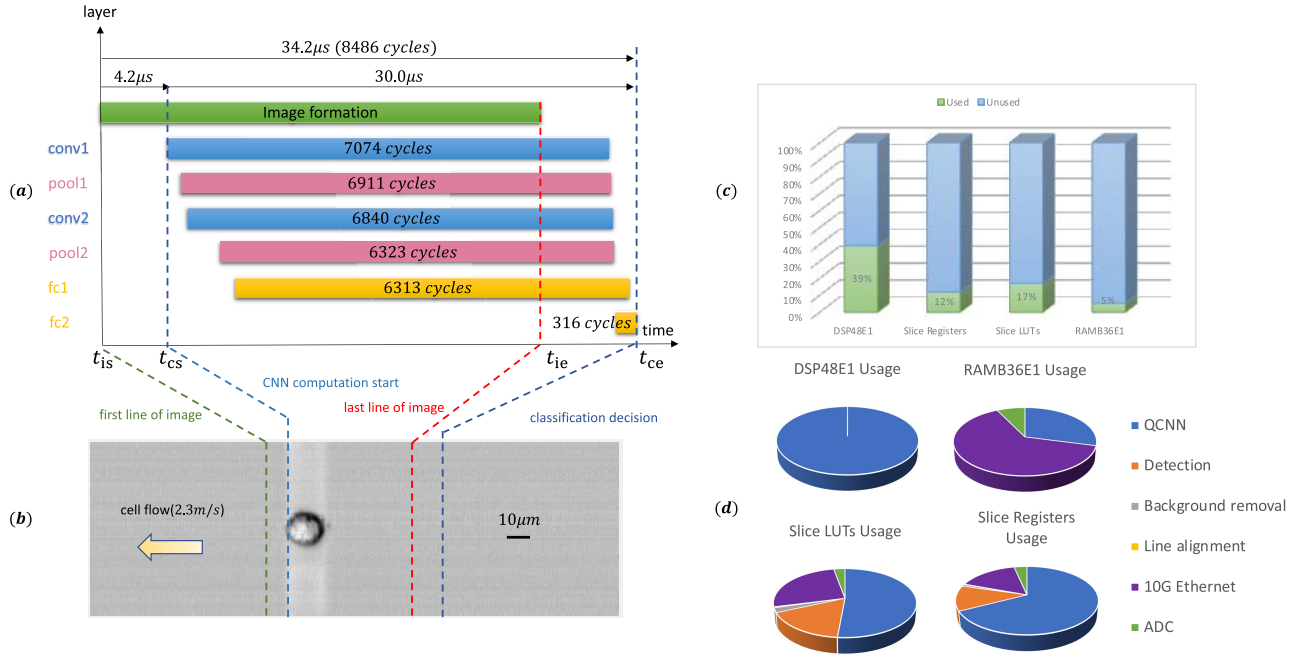 layer
34.2μs (8486 cycles)
4.2μs
30.0μs
Image formation
conv1
7074 cycles
(a)
pool1
6911 cycles
conv2
6840 cycles
pool2
6323 cycles
fc1
6313 cycles
fc2
316 cycles
time
t_is
t_cs
t_ie
t_ce
CNN computation start
first line of image
last line of image
classification decision
(b)
cell flow(2.3m/s)
10μm
(c)
Used
Unused
100%
90%
80%
70%
60%
50%
40%
30%
20%
10%
0%
39%
12%
17%
5%
DSP48E1
Slice Registers
Slice LUTs
RAMB36E1
(d)
DSP48E1 Usage
RAMB36E1 Usage
Slice LUTs Usage
Slice Registers
Usage
QCNN
Detection
Background removal
Line alignment
10G Ethernet
ADC